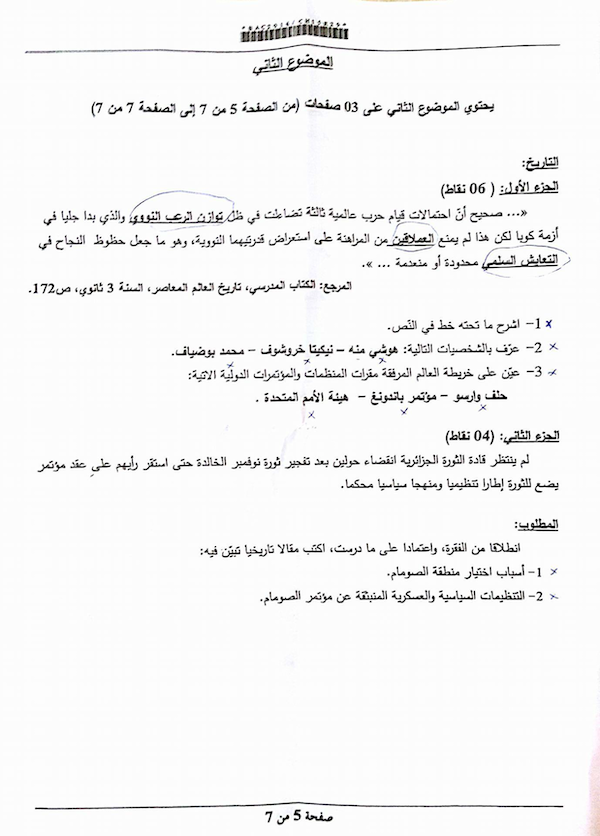 الموضوع الثاني
يحتوي الموضوع الثاني على 03 صفحات (من الصفحة 5 من 7 إلى الصفحة 7 من 7)
التاريخ:
الجزء الأول: ( 06 نقاط)
«... صحيح أنّ احتمالات قيام حرب عالمية ثالثة تضاءلت في ظل توازن الرعب النووي والذي بدا جليا في
أزمة كوبا لكن هذا لم يمنع العملاقين من المراهنة على استعراض قدرتيهما النووية، وهو ما جعل حظوظ النجاح في
التعايش السلمي محدودة أو منعدمة ... ».
المرجع: الكتاب المدرسي، تاريخ العالم المعاصر، السنة 3 ثانوي، ص172.
1- اشرح ما تحته خط في النّص.
2- عرّف بالشخصيات التالية: هوشي منه - نيكيتا خروشوف - محمد بوضياف.
3- عيّن على خريطة العالم المرفقة مقرات المنظمات والمؤتمرات الدولية الآتية:
حلف وارسو - مؤتمر باندونغ - هيئة الأمم المتحدة .
الجزء الثاني: (04 نقاط)
لم ينتظر قادة الثورة الجزائرية انقضاء حولين بعد تفجير ثورة نوفمبر الخالدة حتى استقر رأيهم على عقد مؤتمر
يضع للثورة إطارا تنظيميا ومنهجا سياسيا محكما.
المطلوب:
انطلاقا من الفقرة، واعتمادا على ما درست، اكتب مقالا تاريخيا تبيّن فيه:
1- أسباب اختيار منطقة الصومام.
2- التنظيمات السياسية والعسكرية المنبثقة عن مؤتمر الصومام.
صفحة 5 من 7